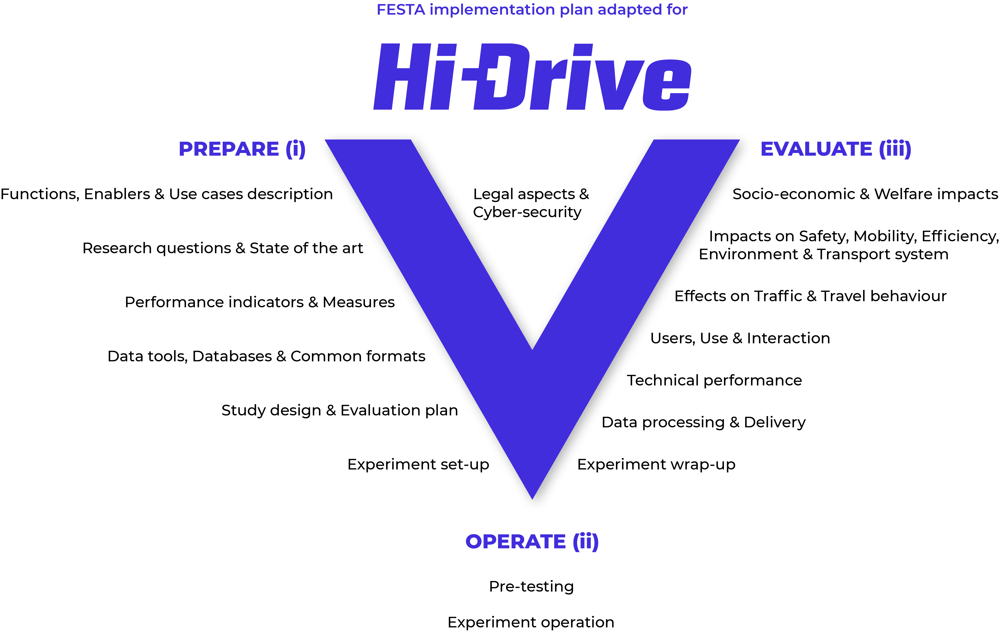 FESTA implementation plan adapted for
Hi-Drive
PREPARE (i)
Functions, Enablers & Use cases description
Research questions & State of the art
Performance indicators & Measures
Data tools, Databases & Common formats
Study design & Evaluation plan
Experiment set-up
Legal aspects &
Cyber-security
EVALUATE (iii)
Socio-economic & Welfare impacts
Impacts on Safety, Mobility, Efficiency,
Environment & Transport system
Effects on Traffic & Travel behaviour
Users, Use & Interaction
Technical performance
Data processing & Delivery
Experiment wrap-up
OPERATE (ii)
Pre-testing
Experiment operation